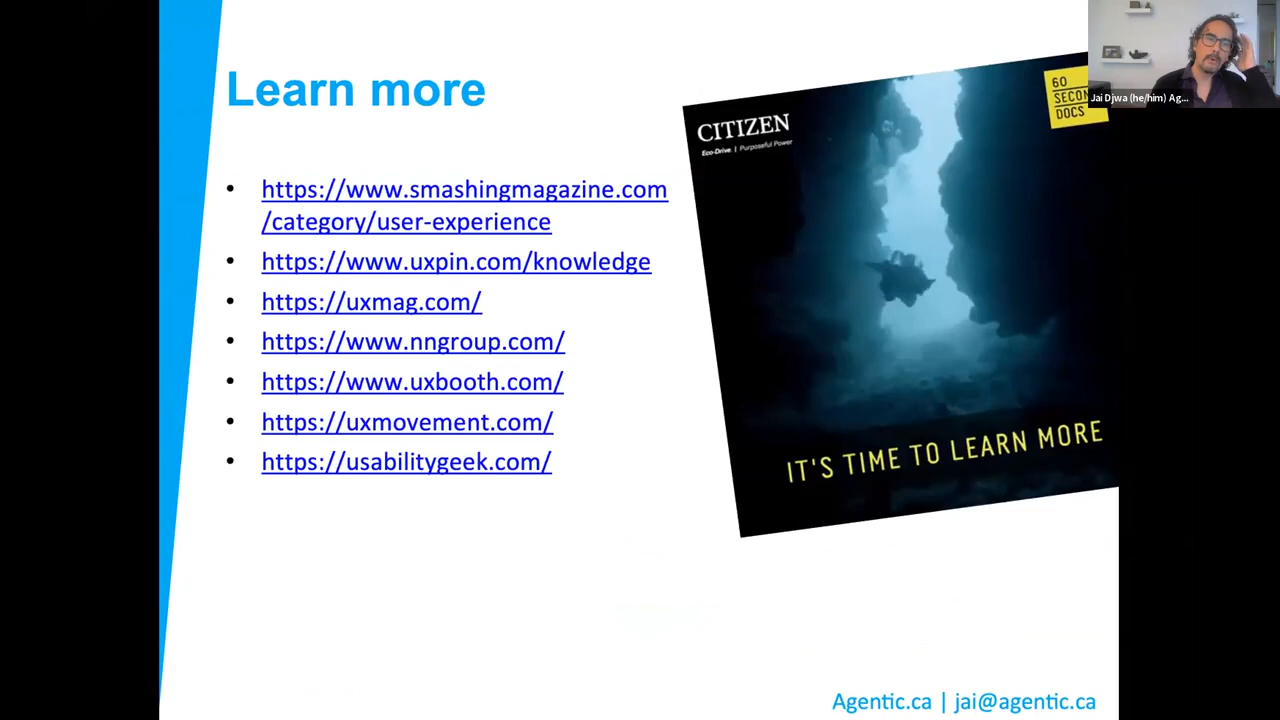 Learn more
• https://www.smashingmagazine.com
/category/user-experience
• https://www.uxpin.com/knowledge
• https://uxmag.com/
• https://www.nngroup.com/
• https://www.uxbooth.com/
• https://uxmovement.com/
• https://usabilitygeek.com/
CITIZEN
Eco-Drive. | Purposeful Power
60
SECON
DOCS
IT'S TIME TO LEARN MORE
Jai Djwa (he/him) Ag...
Agentic.ca | jai@agentic.ca